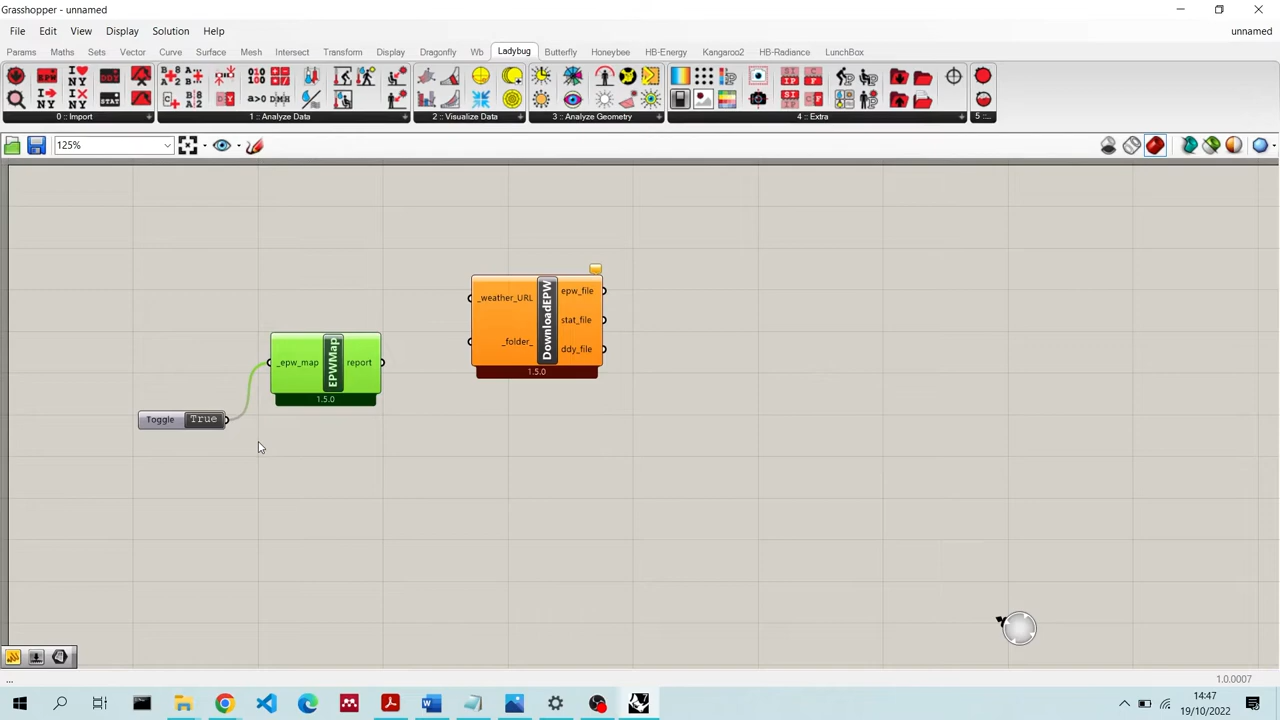 Grasshopper - unnamed
File Edit View Display Solution Help
unnamed
Params Maths Sets Vector Curve Surface Mesh Intersect Transform Display Dragonfly Wb Ladybug Butterfly Honeybee HB-Energy Kangaroo2 HB-Radiance LunchBox
0 :: Import 1 :: Analyze Data 2 :: Visualize Data 3 :: Analyze Geometry 4 :: Extra 5 ::...
125%
_weather_URL
_folder_
DownloadEPW
epw_file
stat_file
ddy_file
1.5.0
_epw_map
EPWMap
report
1.5.0
Toggle True
...
1.0.0007
14:47
19/10/2022